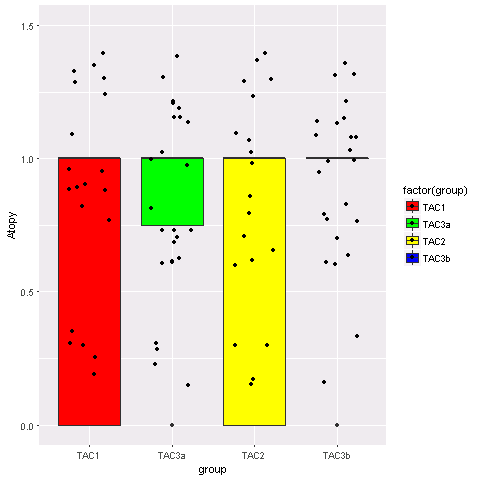 1.5
1.0
0.5
0.0
Atopy
TAC1
TAC3a
TAC2
TAC3b
group
factor(group)
TAC1
TAC3a
TAC2
TAC3b